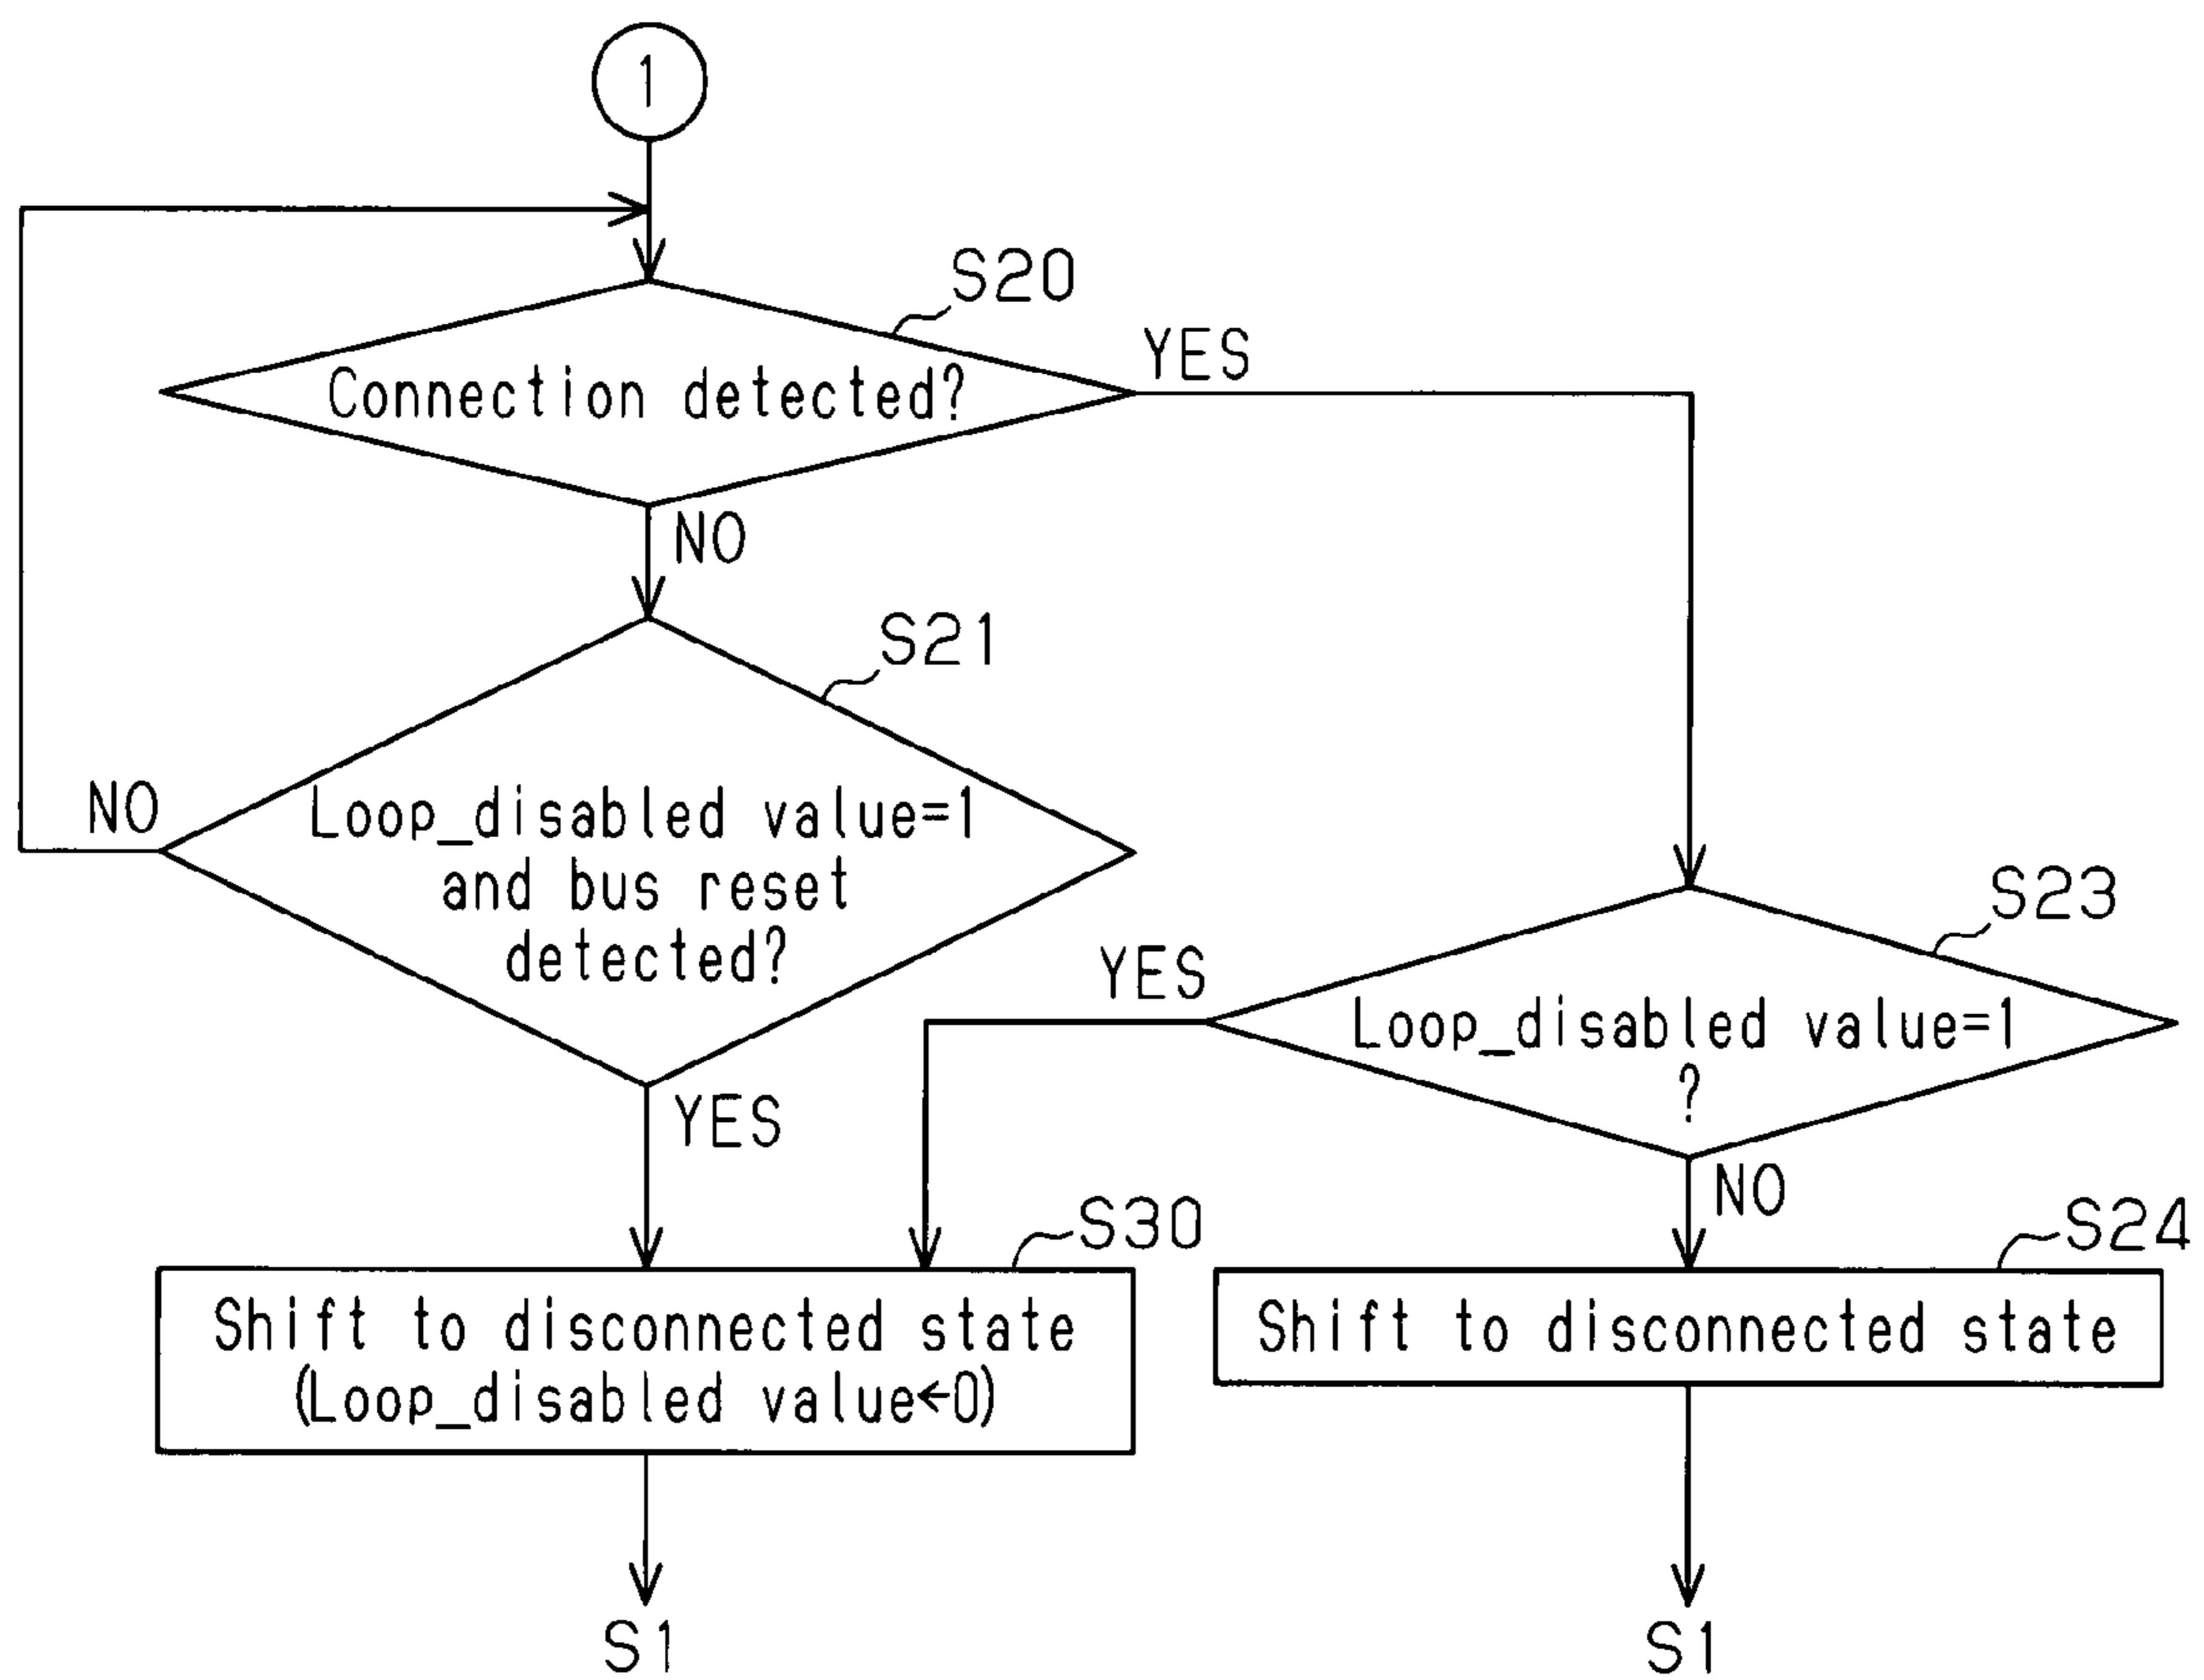 1
S20
YES
Connection detected?
NO
S21
NO
Loop_disabled value=1
and bus reset
detected?
YES
S23
YES
Loop_disabled value=1
?
NO
S30
Shift to disconnected state
(Loop_disabled value←0)
S24
Shift to disconnected state
S1
S1